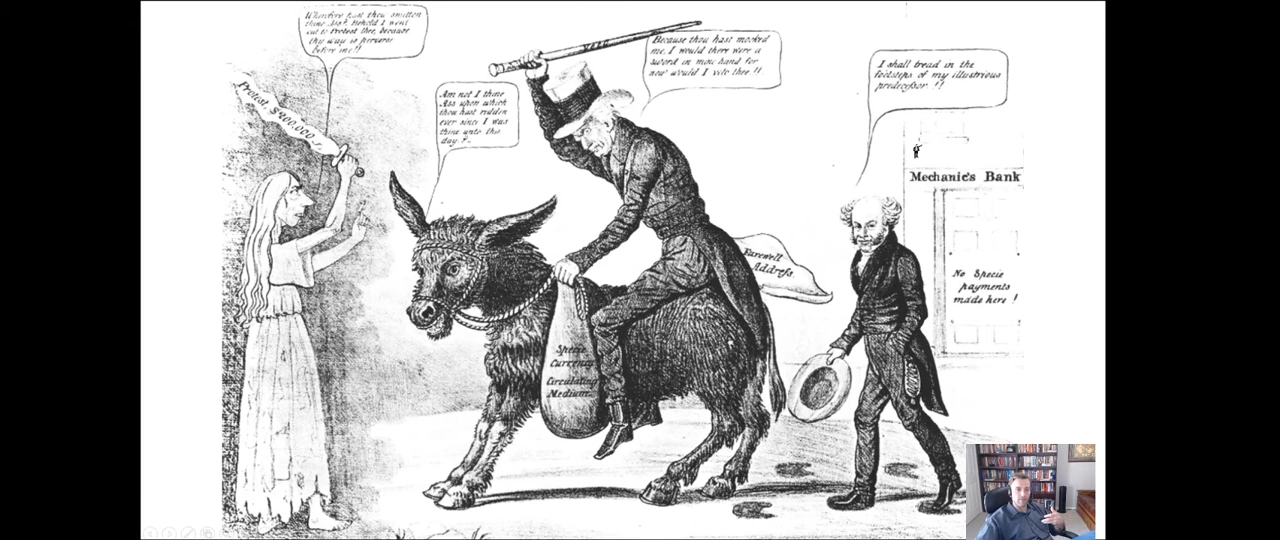 Wherefore hast thou smitten
thine Ass?. Behold I went
out to Protest thee, because
thy way is perverse
before me!!
Protest $400,000
Am not I thine
Ass upon which
thou hast ridden
ever since I was
thine unto this
day?..
Because thou hast mocked
me, I would there were a
sword in mine hand for
now would I thee!!
I shall tread in the
footsteps of my illustrious
predecessor!!
Mechanic's Bank
No Specie
payments
made here!
Farewell
Address
Specie
Currency
Circulating
Medium